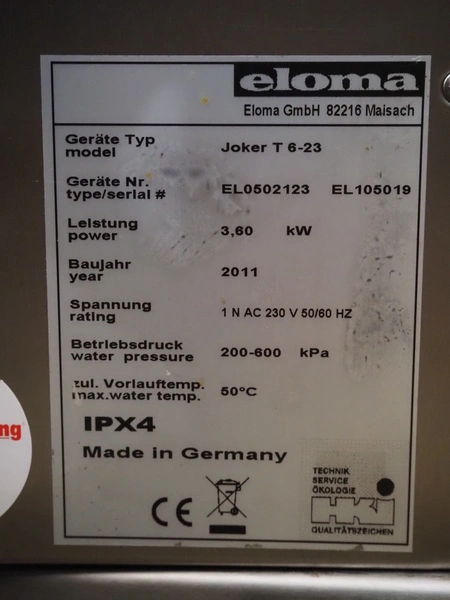 eloma
Eloma GmbH 82216 Maisach
Geräte Typ
model
Joker T 6-23
Geräte Nr.
type/serial #
EL0502123 EL105019
Leistung
power
3,60 kW
Baujahr
year
2011
Spannung
rating
1 N AC 230 V 50/60 HZ
Betriebsdruck
water pressure
200-600 kPa
zul. Vorlauftemp.
max.water temp.
50°C
IPX4
Made in Germany
CE
TECHNIK
SERVICE
ÖKOLOGIE
HKI
QUALITÄTSZEICHEN
ng